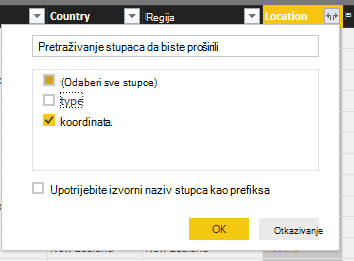 Country Regija Location
Pretraživanje stupaca da biste proširili
(Odaberi sve stupce)
type
koordinata.
Upotrijebite izvorni naziv stupca kao prefiksa
OK Otkazivanje